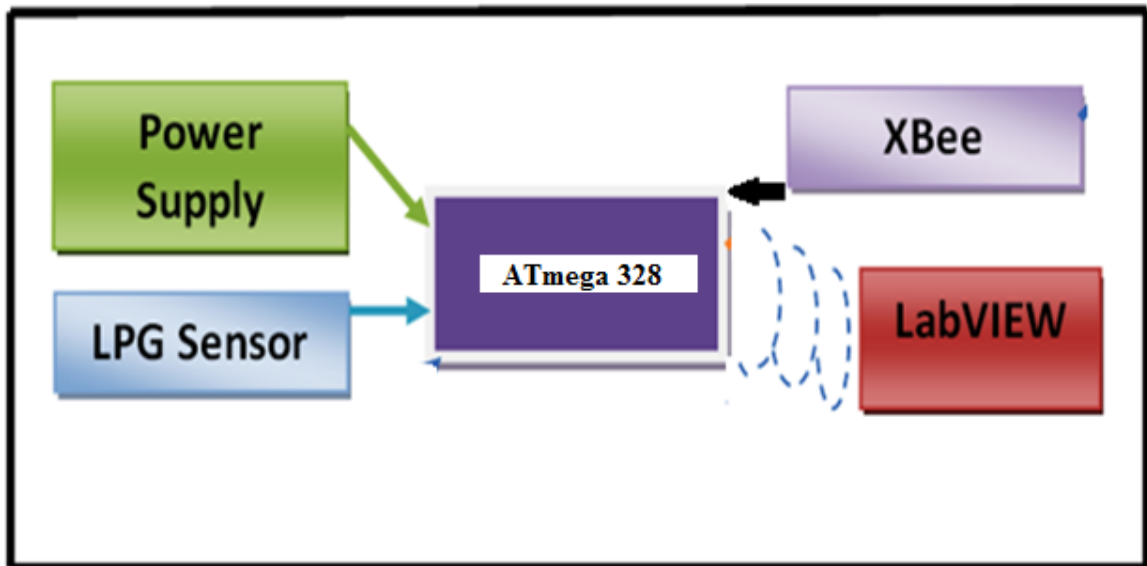 Power
Supply
LPG Sensor
ATmega 328
XBee
LabVIEW